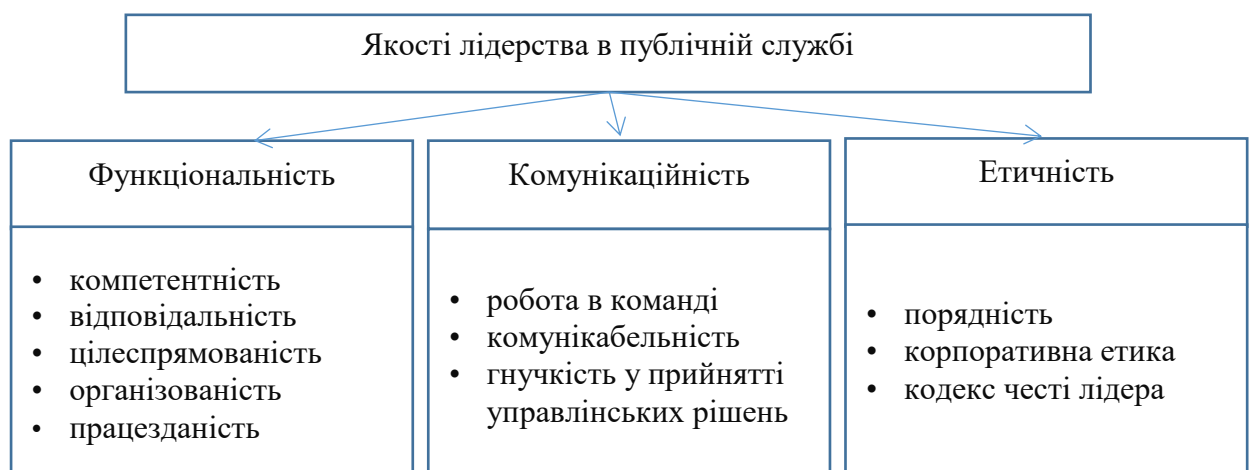 Якості лідерства в публічній службі
Функціональність
• компетентність
• відповідальність
• цілеспрямованість
• організованість
• працезданість
Комунікаційність
• робота в команді
• комунікабельність
• гнучкість у прийнятті
управлінських рішень
Етичність
• порядність
• корпоративна етика
• кодекс честі лідера